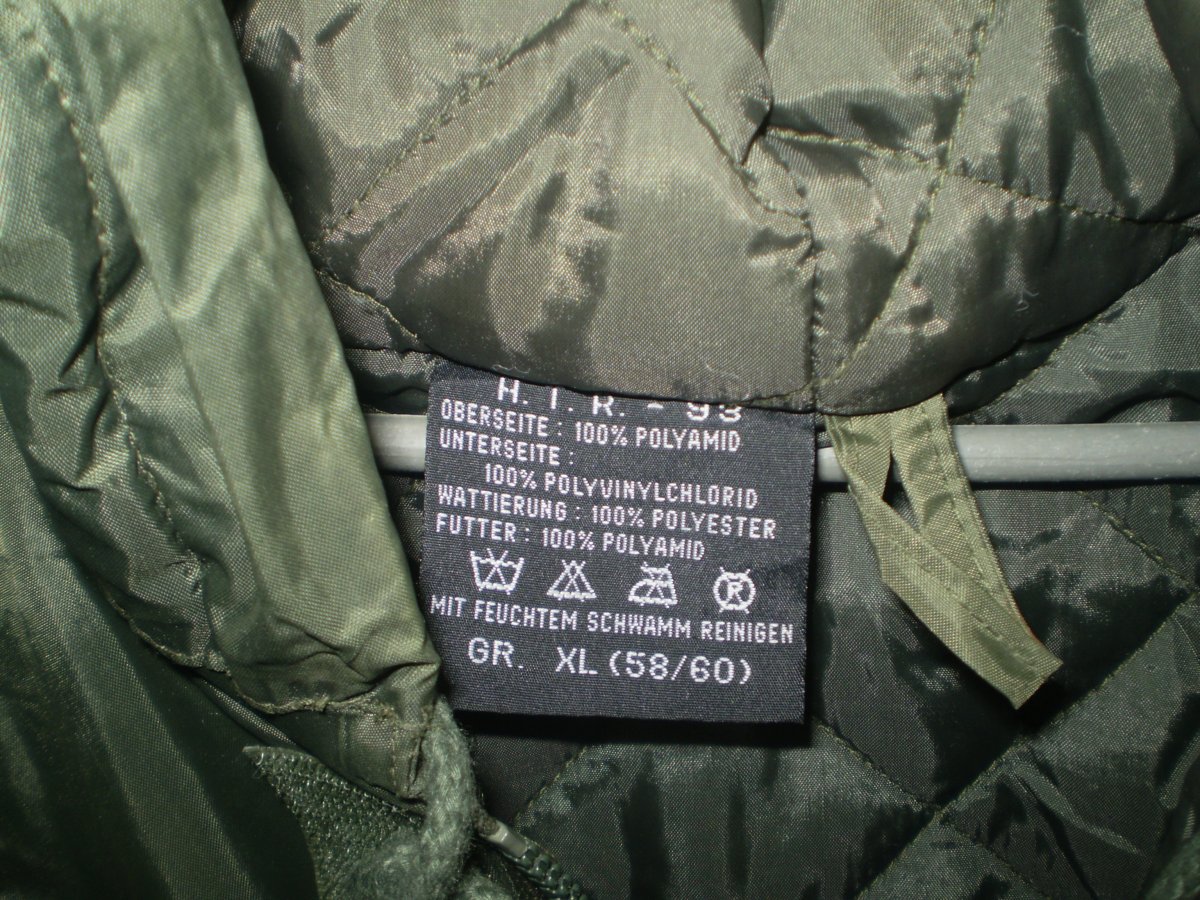 H. I. R. - 93
OBERSEITE: 100% POLYAMID
UNTERSEITE:
100% POLYVINYLCHLORID
WATTIERUNG: 100% POLYESTER
FUTTER: 100% POLYAMID
MIT FEUCHTEM SCHWAMM REINIGEN
GR. XL (58/60)